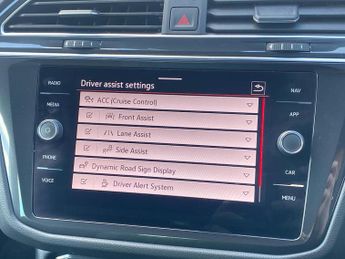 Driver assist settings
RADIO
MEDIA
PHONE
VOICE
ACC (Cruise Control)
Front Assist
Lane Assist
Side Assist
Dynamic Road Sign Display
Driver Alert System
NAV
APP
CAR
MENU